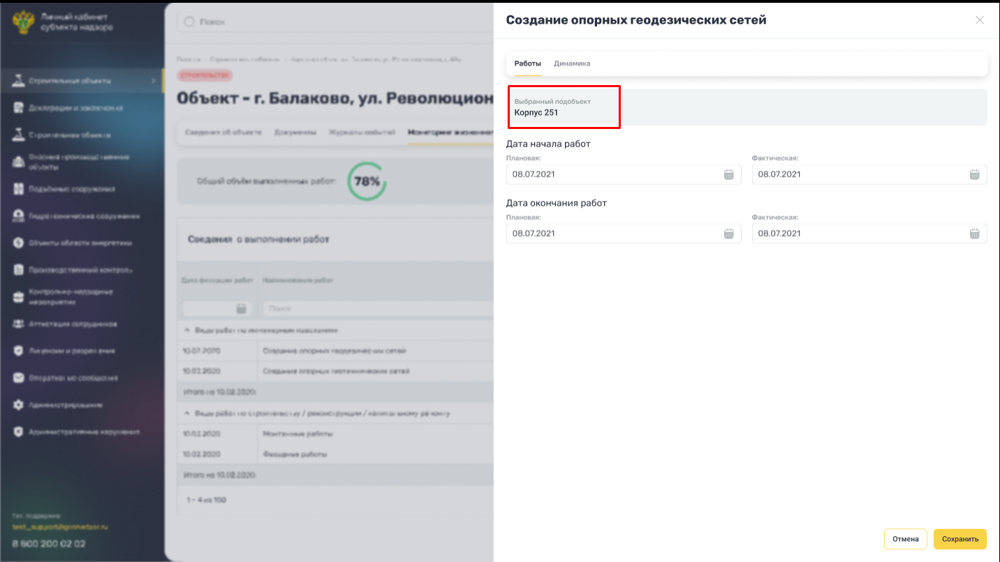 Личный кабинет
субъекта надзора
Строительные объекты
Декларации и заключения
Строительные объекты
Опасные производственные
объекты
Подъёмные сооружения
Гидротехнические сооружения
Объекты области энергетики
Производственный контроль
Контрольно-надзорные
мероприятия
Аттестация сотрудников
Лицензии и разрешения
Оперативные сообщения
Администрирование
Административные нарушения
Тех. поддержка:
8 800 200 02 02
Поиск
СТРОИТЕЛЬСТВО
Объект – г. Балаково, ул. Революцион
Сведения об объекте Документы Журналы событий Мониторинг жизненног
Общий объём выполненных работ: 78%
Сведения о выполнении работ
Дата фиксации работ Наименование работ
Поиск
Виды работ по инженерным изысканиям
10.02.2020 Создание опорных геодезических сетей
10.02.2020 Создание опорных геотехнических сетей
Итого на 10.02.2020:
Виды работ по строительству / реконструкции / капитальному ремонту
10.02.2020 Монтажные работы
10.02.2020 Фасадные работы
Итого на 10.02.2020:
1 – 4 из 100
Создание опорных геодезических сетей
Работы Динамика
Выбранный подобъект
Корпус 251
Дата начала работ
Плановая: Фактическая:
08.07.2021 08.07.2021
Дата окончания работ
Плановая: Фактическая:
08.07.2021 08.07.2021
Отмена Сохранить